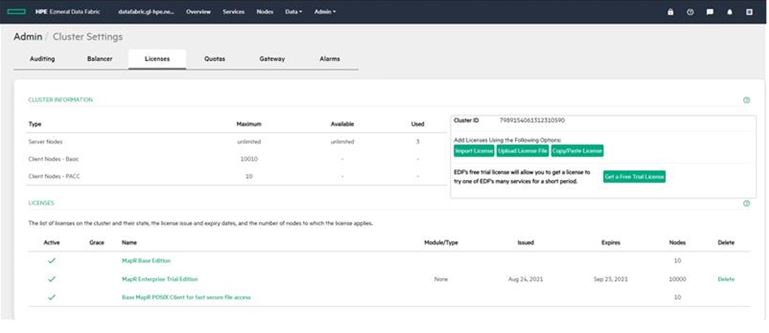 HPE Ezmeral Data Fabric datafabric.gl-hpe.ne... Overview Services Nodes Data Admin
Admin / Cluster Settings
Auditing Balancer Licenses Quotas Gateway Alarms
CLUSTER INFORMATION
Type Maximum Available Used
Server Nodes unlimited unlimited 3
Client Nodes - Basic 10010 - -
Client Nodes - PACC 10 - -
Cluster ID 7989154061312310590
Add Licenses Using the Following Options:
Import License Upload License File Copy/Paste License
EDF's free trial license will allow you to get a license to
try one of EDF's many services for a short period.
Get a Free Trial License
LICENSES
The list of licenses on the cluster and their state, the license issue and expiry dates, and the number of nodes to which the license applies.
Active Grace Name Module/Type Issued Expires Nodes Delete
MapR Base Edition 10
MapR Enterprise Trial Edition None Aug 24, 2021 Sep 23, 2021 10000 Delete
Base MapR POSIX Client for fast secure file access 10